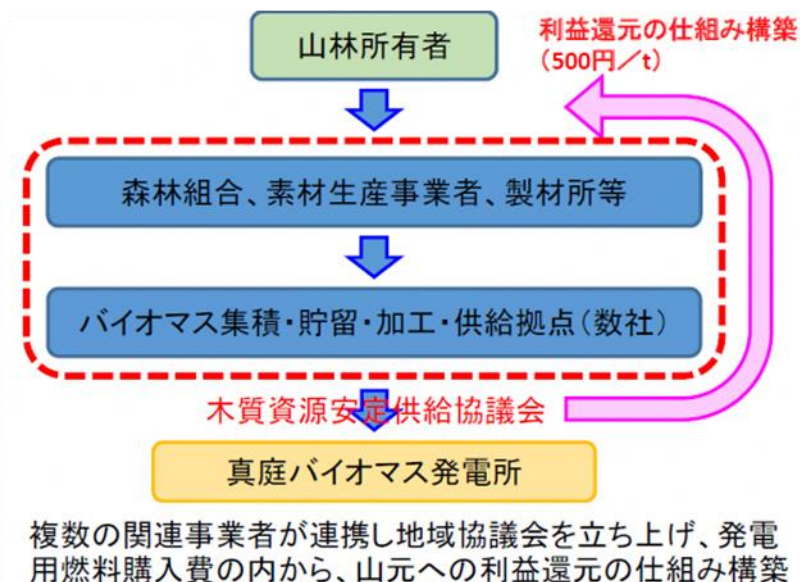 山林所有者
利益還元の仕組み構築
(500円/t)
森林組合、素材生産事業者、製材所等
バイオマス集積・貯留・加工・供給拠点(数社)
木質資源安定供給協議会
真庭バイオマス発電所
複数の関連事業者が連携し地域協議会を立ち上げ、発電
用燃料購入費の内から、山元への利益還元の仕組み構築